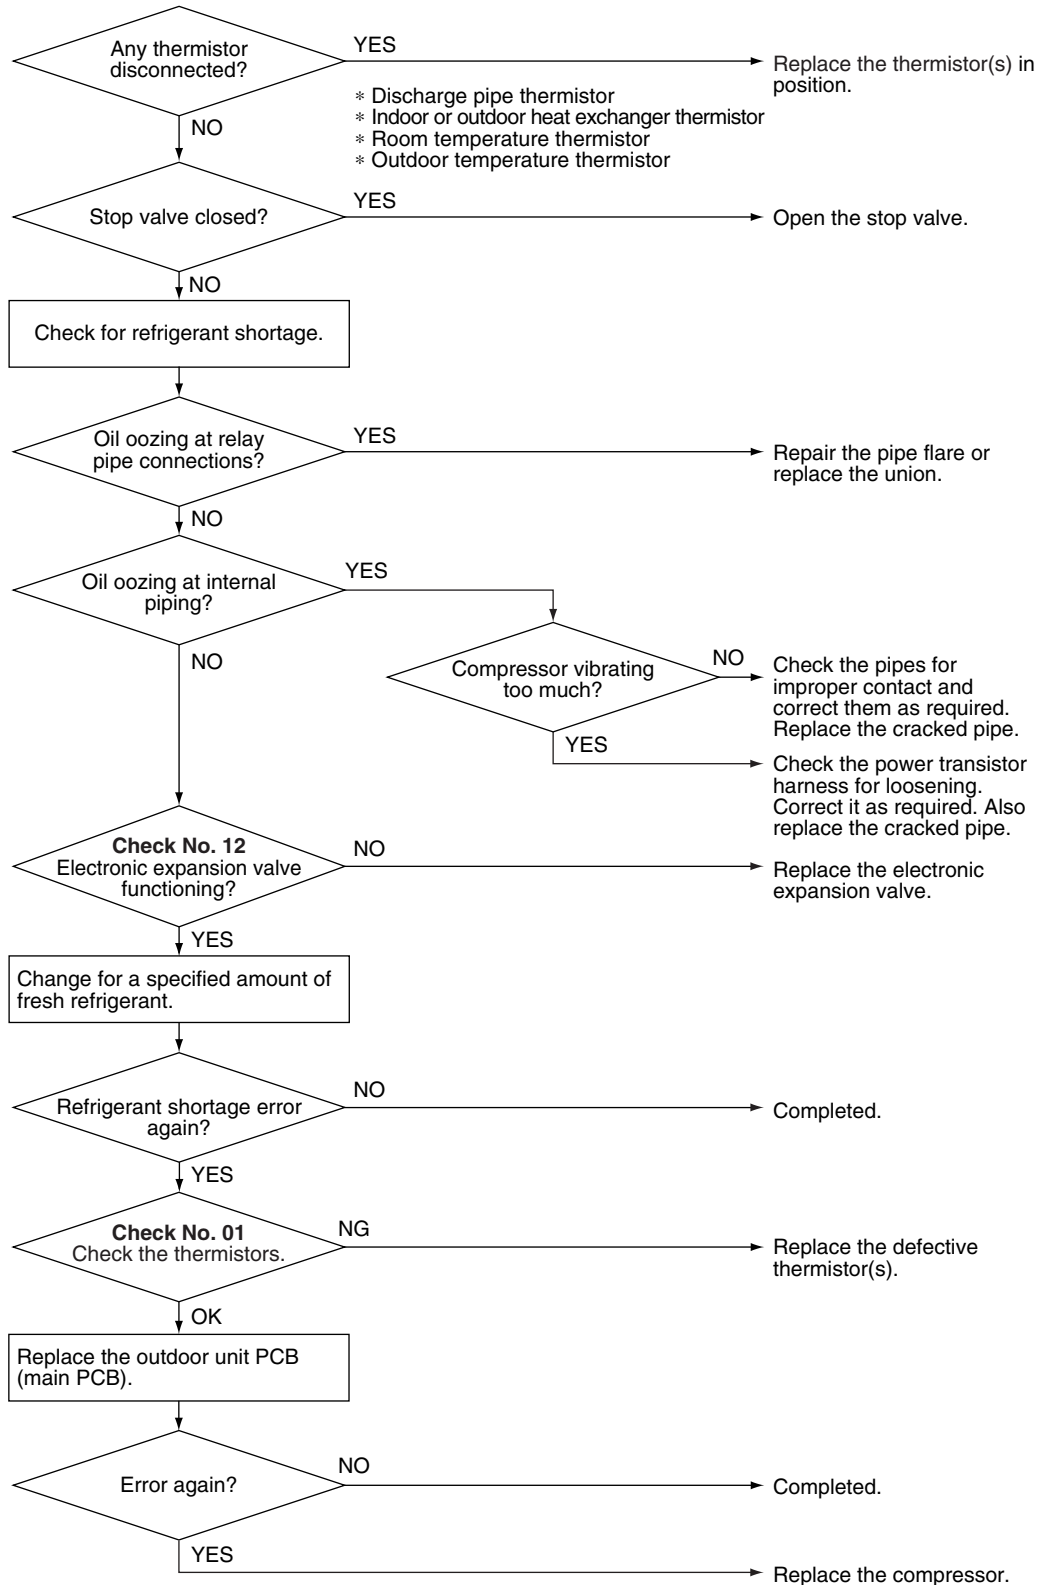 Any thermistor
disconnected?
YES
Replace the thermistor(s) in
position.
∗ Discharge pipe thermistor
∗ Indoor or outdoor heat exchanger thermistor
∗ Room temperature thermistor
∗ Outdoor temperature thermistor
NO
Stop valve closed?
YES
Open the stop valve.
NO
Check for refrigerant shortage.
Oil oozing at relay
pipe connections?
YES
Repair the pipe flare or
replace the union.
NO
Oil oozing at internal
piping?
YES
Compressor vibrating
too much?
NO
Check the pipes for
improper contact and
correct them as required.
Replace the cracked pipe.
YES
Check the power transistor
harness for loosening.
Correct it as required. Also
replace the cracked pipe.
NO
Check No. 12
Electronic expansion valve
functioning?
NO
Replace the electronic
expansion valve.
YES
Change for a specified amount of
fresh refrigerant.
Refrigerant shortage error
again?
NO
Completed.
YES
Check No. 01
Check the thermistors.
NG
Replace the defective
thermistor(s).
OK
Replace the outdoor unit PCB
(main PCB).
Error again?
NO
Completed.
YES
Replace the compressor.